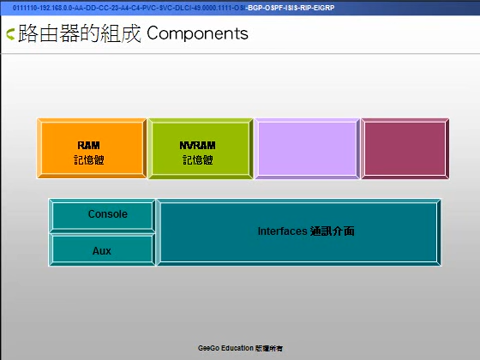 0111110-192.168.0.0-AA-DD-CC-23-44-C4-PVC-SVC-DLCI-49.0000.1111-OSI-BGP-OSPF-ISIS-RIP-EIGRP
路由器的組成 Components
RAM
記憶體
NVRAM
記憶體
Console
Aux
Interfaces 通訊介面
GeeGo Education 版權所有